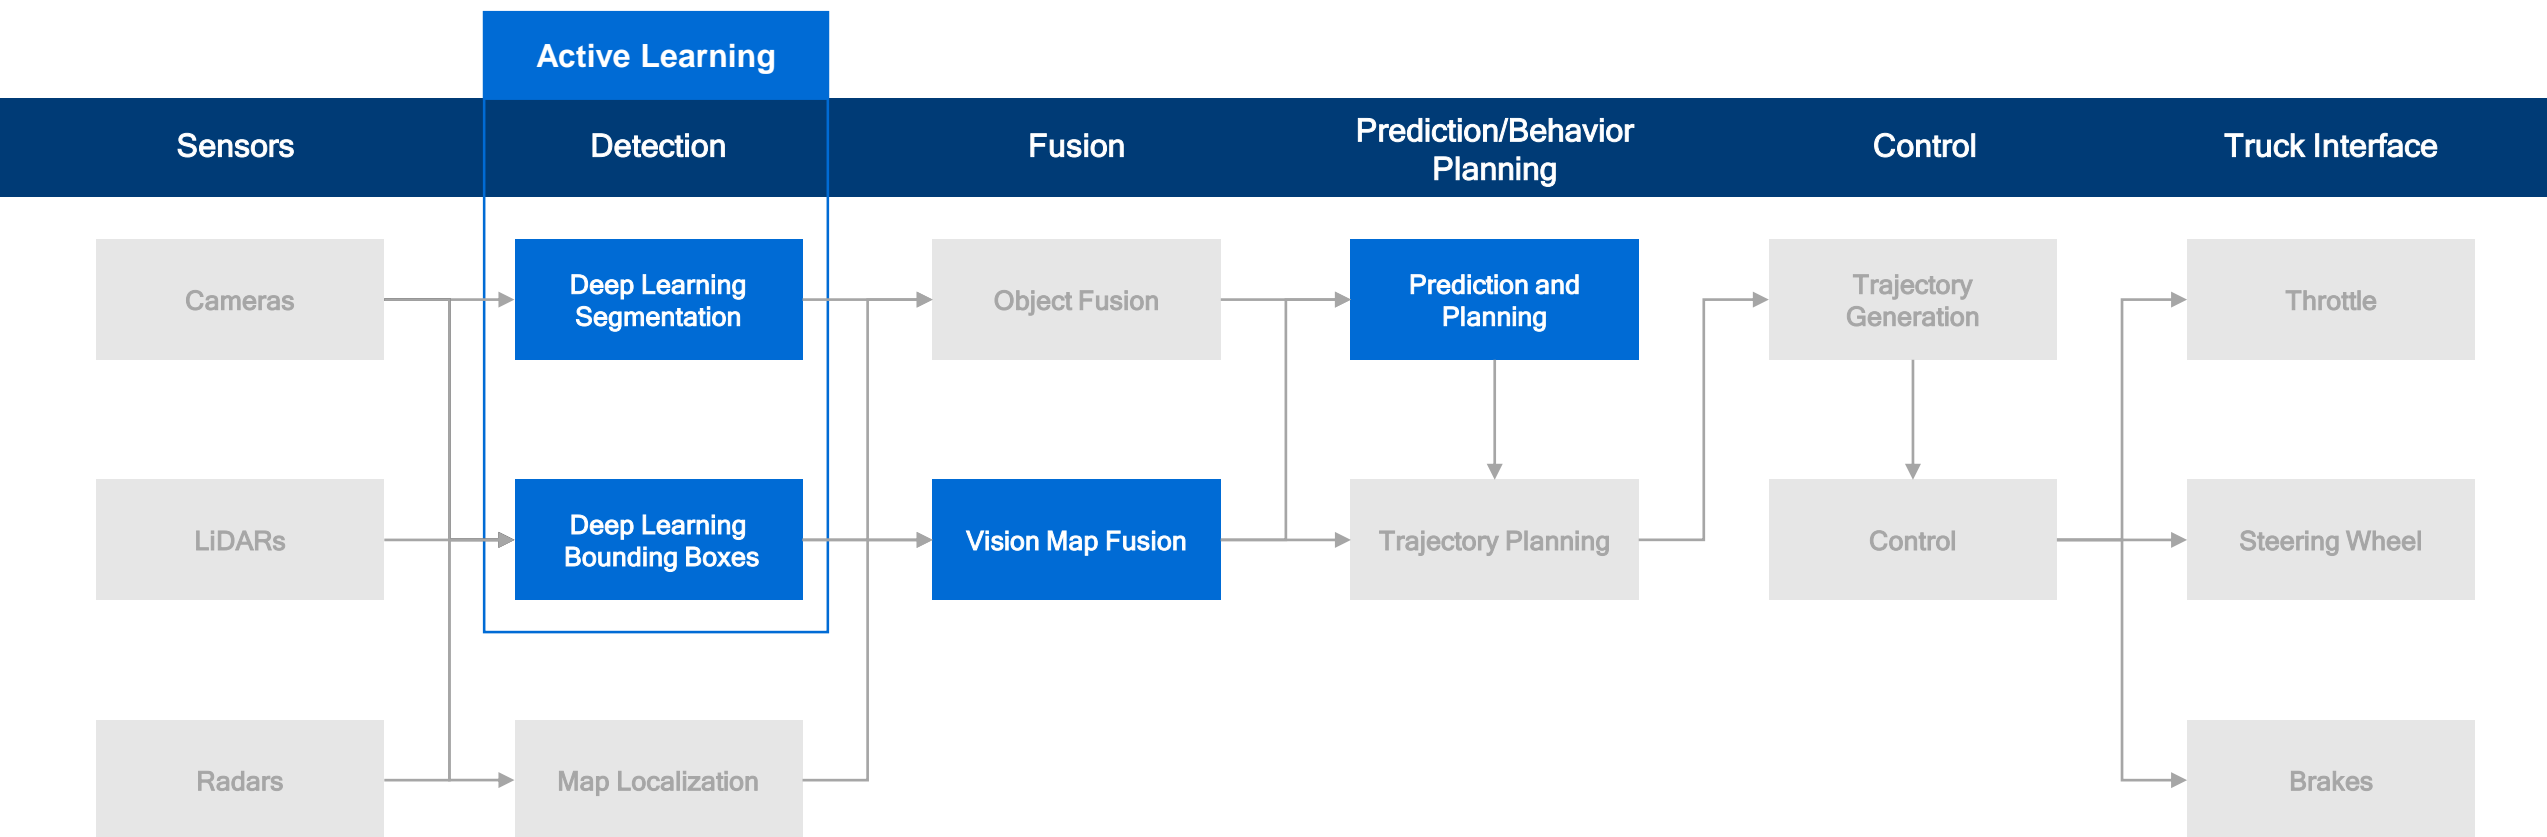 Active Learning
Sensors
Detection
Fusion
Prediction/Behavior
Planning
Control
Truck Interface
Cameras
Deep Learning
Segmentation
Object Fusion
Prediction and
Planning
Trajectory
Generation
Throttle
LiDARs
Deep Learning
Bounding Boxes
Vision Map Fusion
Trajectory Planning
Control
Steering Wheel
Radars
Map Localization
Brakes